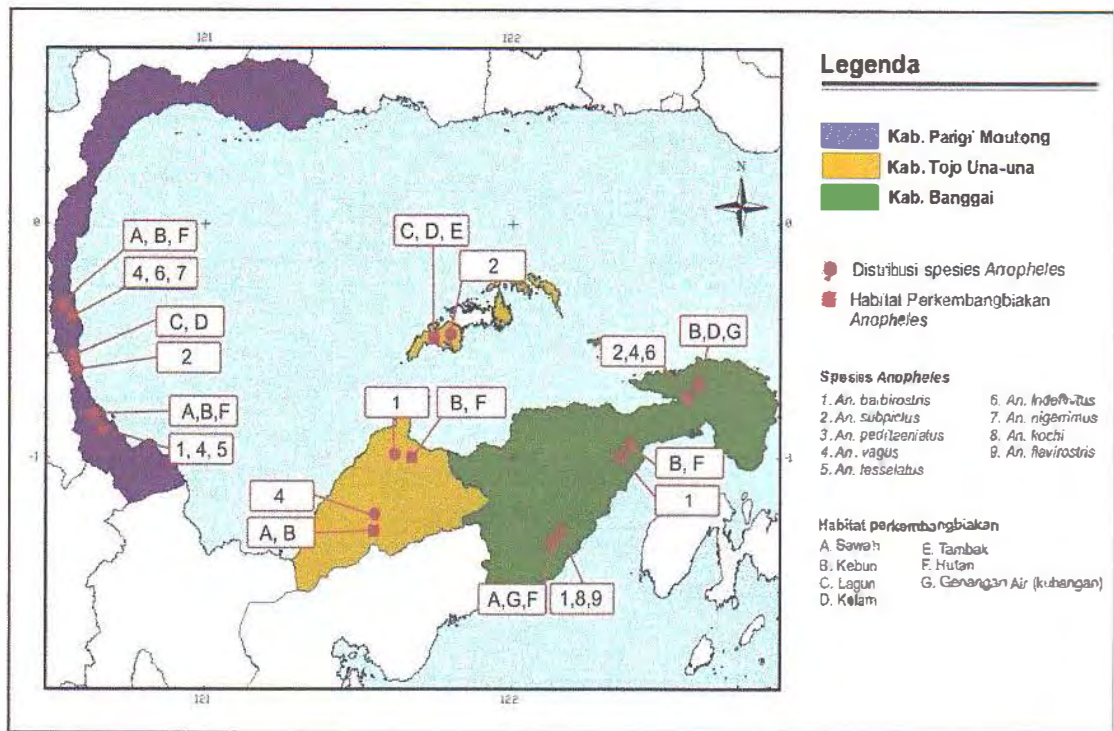 121
122
Legenda
Kab. Parigi Moutong
Kab. Tojo Una-una
Kab. Banggai
N
0
0
A, B, F
4, 6, 7
C, D
2
A,B,F
1, 4, 5
C, D, E
2
2,4,6
B,D,G
1
B, F
4
A, B
B, F
1
A,G,F
1,8,9
-1
-1
Distribusi spesies Anopheles
Habitat Perkembangbiakan
Anopheles
Spesies Anopheles
1. An. barbirostris
2. An. subpictus
3. An. peditaeniatus
4. An. vagus
5. An. tesselatus
6. An. indefinitus
7. An. nigerrimus
8. An. kochi
9. An. flavirostris
Habitat perkembangbiakan
A. Sawah
B. Kebun
C. Lagun
D. Kolam
E. Tambak
F. Hutan
G. Genangan Air (kubangan)
121
122